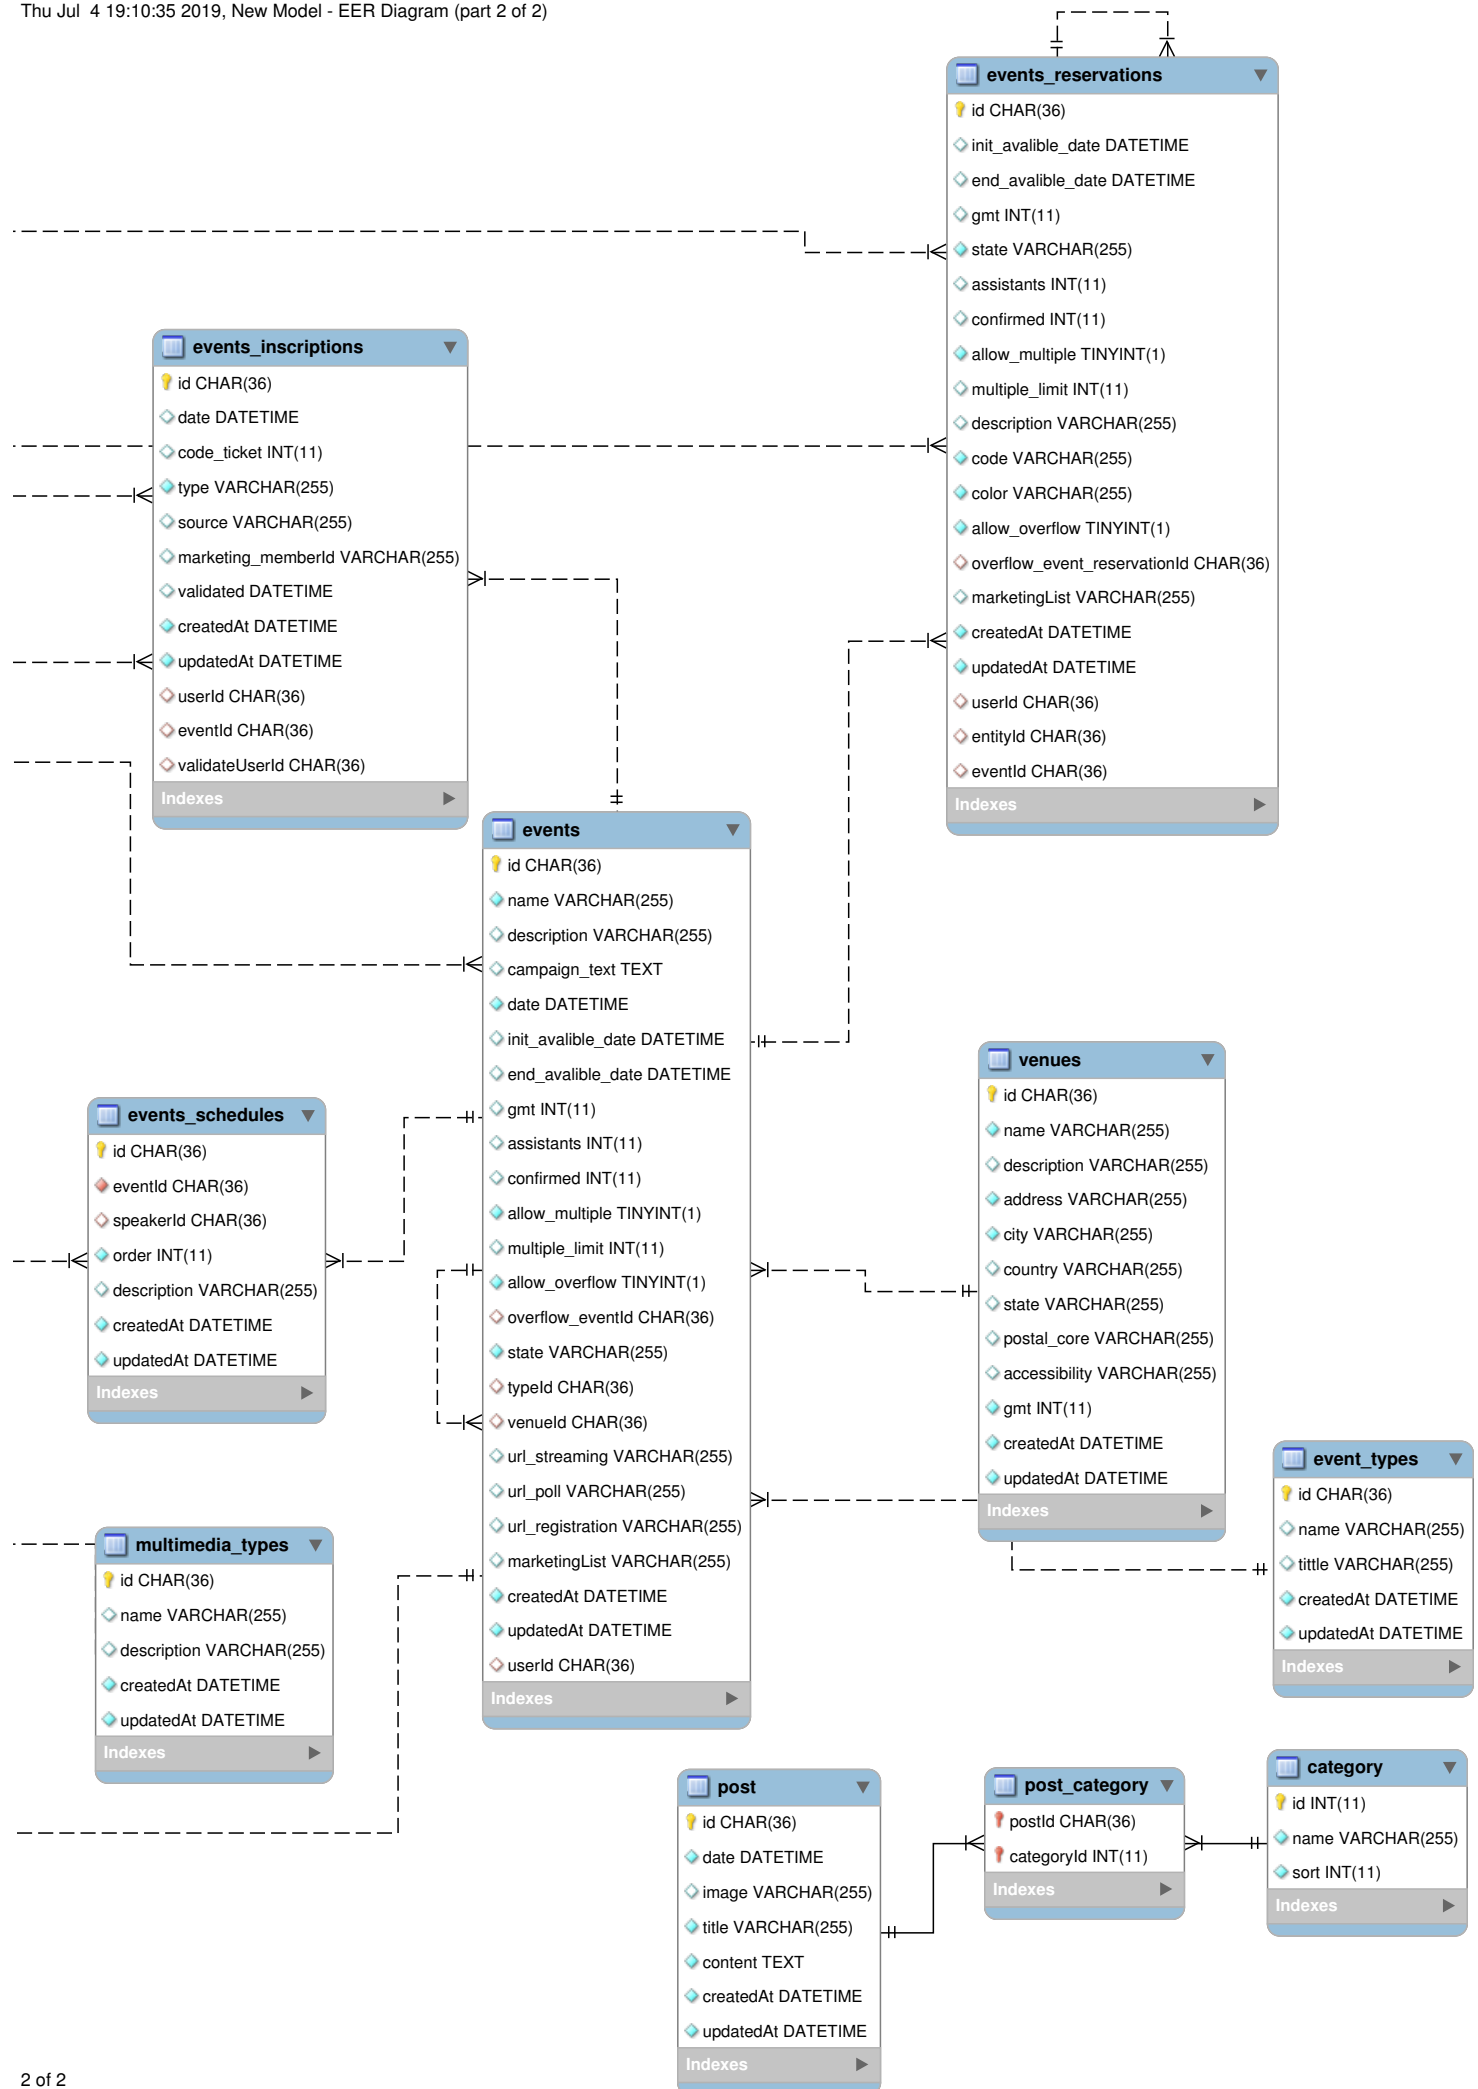 Thu Jul  4 19:10:35 2019, New Model - EER Diagram (part 2 of 2)
events_reservations
id CHAR(36)
init_avalible_date DATETIME
end_avalible_date DATETIME
gmt INT(11)
state VARCHAR(255)
assistants INT(11)
confirmed INT(11)
allow_multiple TINYINT(1)
multiple_limit INT(11)
description VARCHAR(255)
code VARCHAR(255)
color VARCHAR(255)
allow_overflow TINYINT(1)
overflow_event_reservationId CHAR(36)
marketingList VARCHAR(255)
createdAt DATETIME
updatedAt DATETIME
userId CHAR(36)
entityId CHAR(36)
eventId CHAR(36)
Indexes
events_inscriptions
id CHAR(36)
date DATETIME
code_ticket INT(11)
type VARCHAR(255)
source VARCHAR(255)
marketing_memberId VARCHAR(255)
validated DATETIME
createdAt DATETIME
updatedAt DATETIME
userId CHAR(36)
eventId CHAR(36)
validateUserId CHAR(36)
Indexes
events
id CHAR(36)
name VARCHAR(255)
description VARCHAR(255)
campaign_text TEXT
date DATETIME
init_avalible_date DATETIME
end_avalible_date DATETIME
gmt INT(11)
assistants INT(11)
confirmed INT(11)
allow_multiple TINYINT(1)
multiple_limit INT(11)
allow_overflow TINYINT(1)
overflow_eventId CHAR(36)
state VARCHAR(255)
typeId CHAR(36)
venueId CHAR(36)
url_streaming VARCHAR(255)
url_poll VARCHAR(255)
url_registration VARCHAR(255)
marketingList VARCHAR(255)
createdAt DATETIME
updatedAt DATETIME
userId CHAR(36)
Indexes
venues
id CHAR(36)
name VARCHAR(255)
description VARCHAR(255)
address VARCHAR(255)
city VARCHAR(255)
country VARCHAR(255)
state VARCHAR(255)
postal_core VARCHAR(255)
accessibility VARCHAR(255)
gmt INT(11)
createdAt DATETIME
updatedAt DATETIME
Indexes
events_schedules
id CHAR(36)
eventId CHAR(36)
speakerId CHAR(36)
order INT(11)
description VARCHAR(255)
createdAt DATETIME
updatedAt DATETIME
Indexes
event_types
id CHAR(36)
name VARCHAR(255)
tittle VARCHAR(255)
createdAt DATETIME
updatedAt DATETIME
Indexes
multimedia_types
id CHAR(36)
name VARCHAR(255)
description VARCHAR(255)
createdAt DATETIME
updatedAt DATETIME
Indexes
post
id CHAR(36)
date DATETIME
image VARCHAR(255)
title VARCHAR(255)
content TEXT
createdAt DATETIME
updatedAt DATETIME
Indexes
post_category
postId CHAR(36)
categoryId INT(11)
Indexes
category
id INT(11)
name VARCHAR(255)
sort INT(11)
Indexes
2 of 2